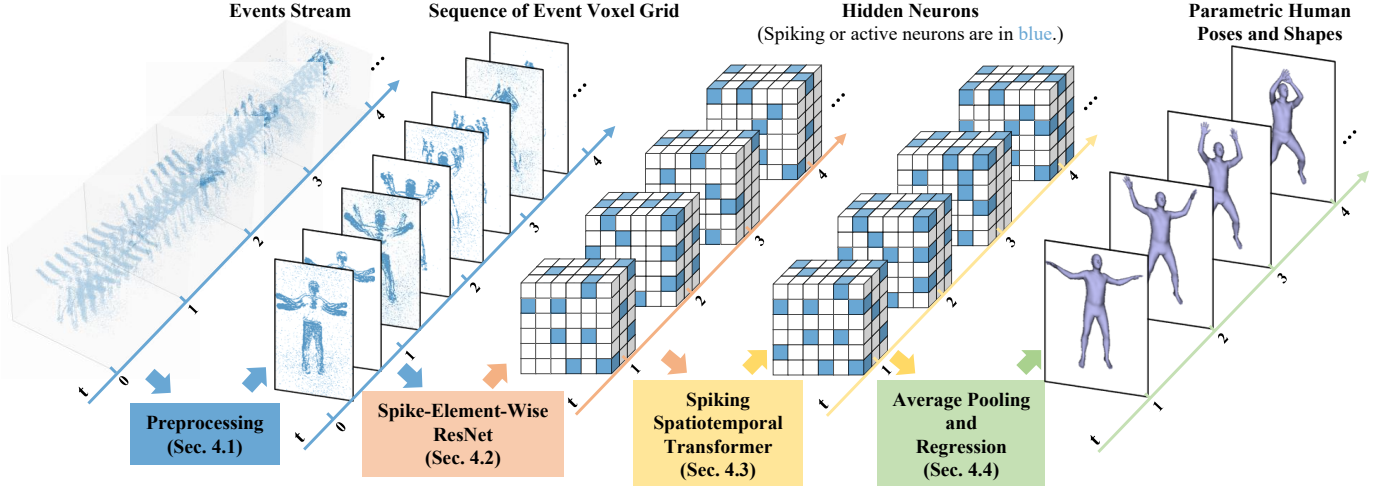 Events Stream
Sequence of Event Voxel Grid
Hidden Neurons
(Spiking or active neurons are in blue.)
Parametric Human
Poses and Shapes
...
...
...
...
...
t 0 1 2 3 4
t 0 1 2 3 4
t 1 2 3 4
t 1 2 3 4
t 1 2 3 4
Preprocessing
(Sec. 4.1)
Spike-Element-Wise
ResNet
(Sec. 4.2)
Spiking
Spatiotemporal
Transformer
(Sec. 4.3)
Average Pooling
and
Regression
(Sec. 4.4)